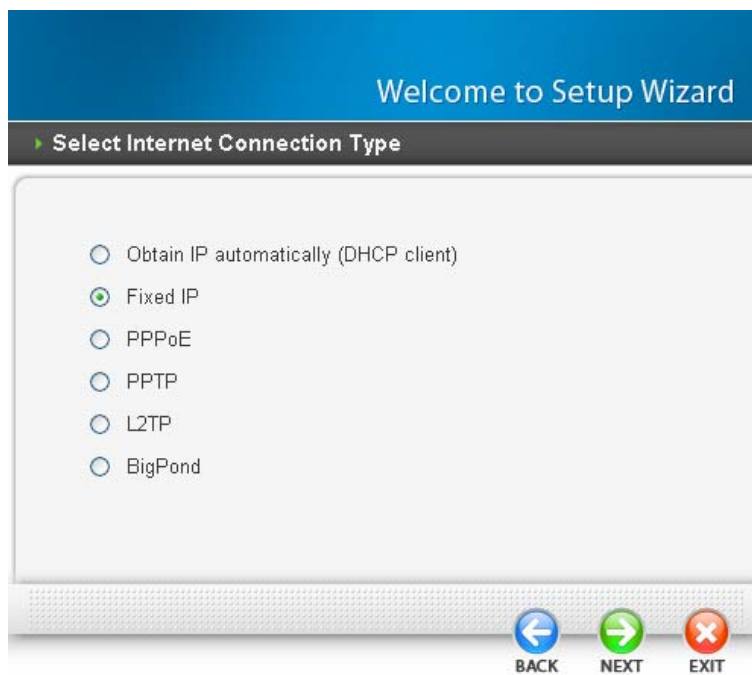 Welcome to Setup Wizard
Select Internet Connection Type
Obtain IP automatically (DHCP client)
Fixed IP
PPPoE
PPTP
L2TP
BigPond
BACK NEXT EXIT